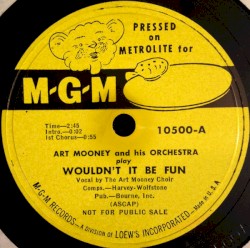 PRESSED
on
METROLITE for
M-G-M
Time—2:45
Intro.—0:02
1st Chorus—0:55
10500-A
ART MOONEY and his ORCHESTRA
play
WOULDN'T IT BE FUN
Vocal by The Art Mooney Choir
Comps.—Harvey-Wolfstone
Pub.—Bourne, Inc.
(ASCAP)
NOT FOR PUBLIC SALE
M-G-M RECORDS—A DIVISION OF LOEW'S INCORPORATED—Made in U.S.A